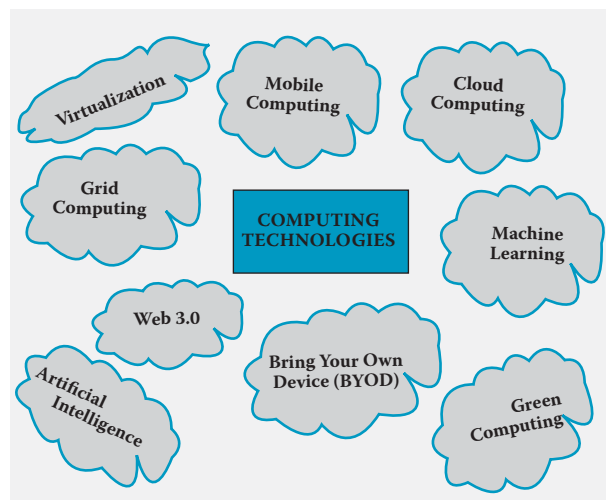 Virtualization
Mobile
Computing
Cloud
Computing
Grid
Computing
COMPUTING
TECHNOLOGIES
Machine
Learning
Web 3.0
Bring Your Own
Device (BYOD)
Artificial
Intelligence
Green
Computing